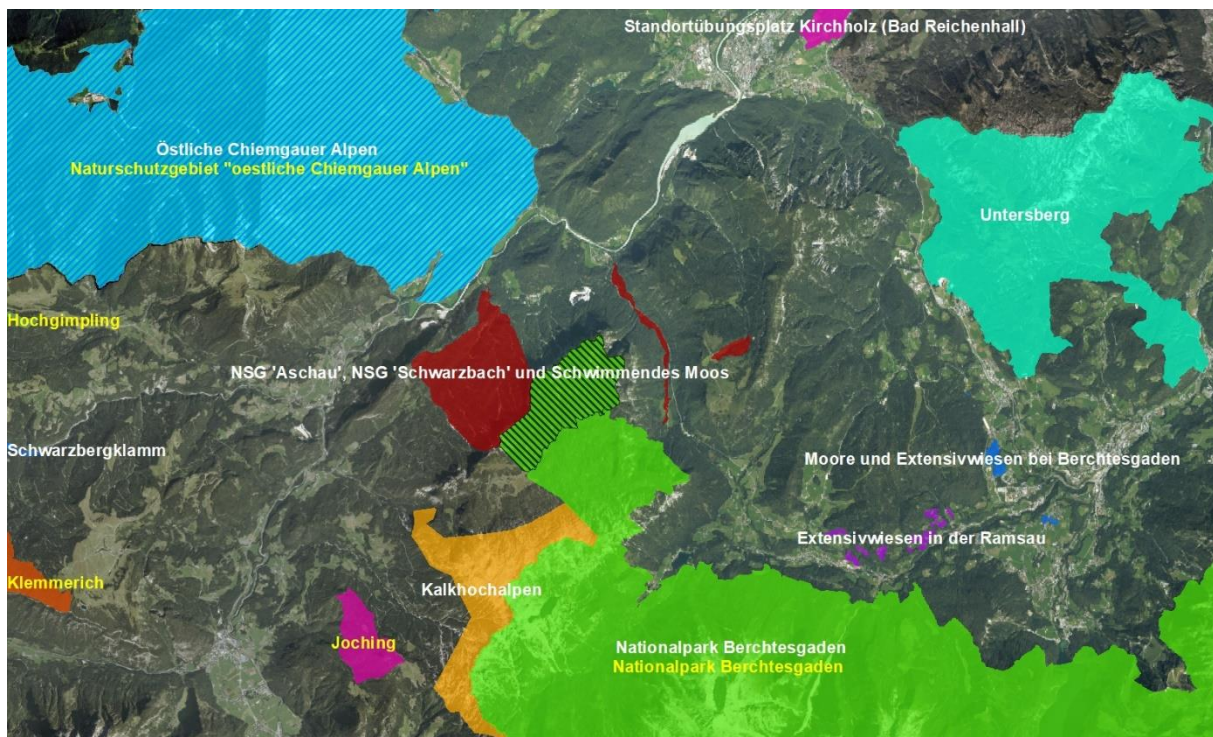 Standortübungsplatz Kirchholz (Bad Reichenhall)
Östliche Chiemgauer Alpen
Naturschutzgebiet "oestliche Chiemgauer Alpen"
Untersberg
Hochgimpling
NSG 'Aschau', NSG 'Schwarzbach' und Schwimmendes Moos
Schwarzbergklamm
Moore und Extensivwiesen bei Berchtesgaden
Extensivwiesen in der Ramsau
Klemmerich
Kalkhochalpen
Joching
Nationalpark Berchtesgaden
Nationalpark Berchtesgaden